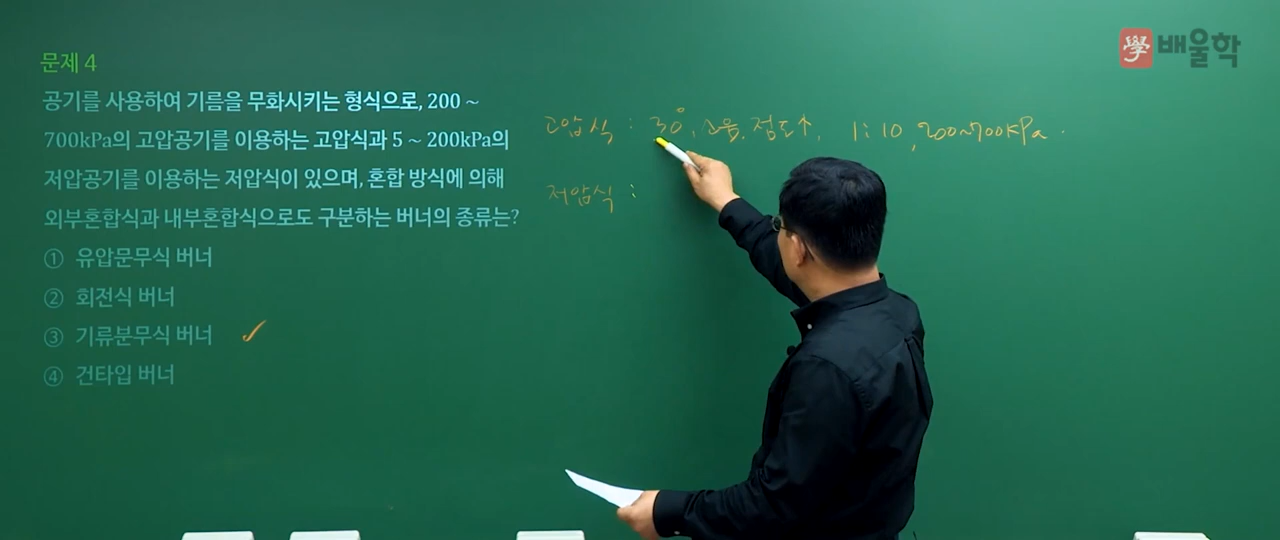 學 배울학
문제 4
공기를 사용하여 기름을 무화시키는 형식으로, 200 ~
700kPa의 고압공기를 이용하는 고압식과 5 ~ 200kPa의
저압공기를 이용하는 저압식이 있으며, 혼합 방식에 의해
외부혼합식과 내부혼합식으로도 구분하는 버너의 종류는?
① 유압문무식 버너
② 회전식 버너
③ 기류분무식 버너 ✓
④ 건타입 버너
고압식 : 30°, 소음, 점도↑, 1:10, 200~700kPa.
저압식 :